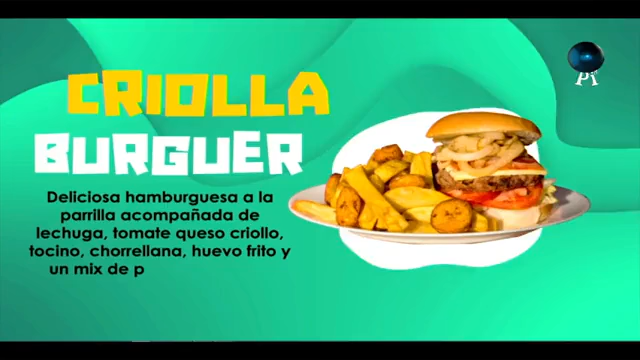 CRIOLLA
BURGUER
Deliciosa hamburguesa a la
parrilla acompañada de
lechuga, tomate queso criollo,
tocino, chorrellana, huevo frito y
un mix de p
PI